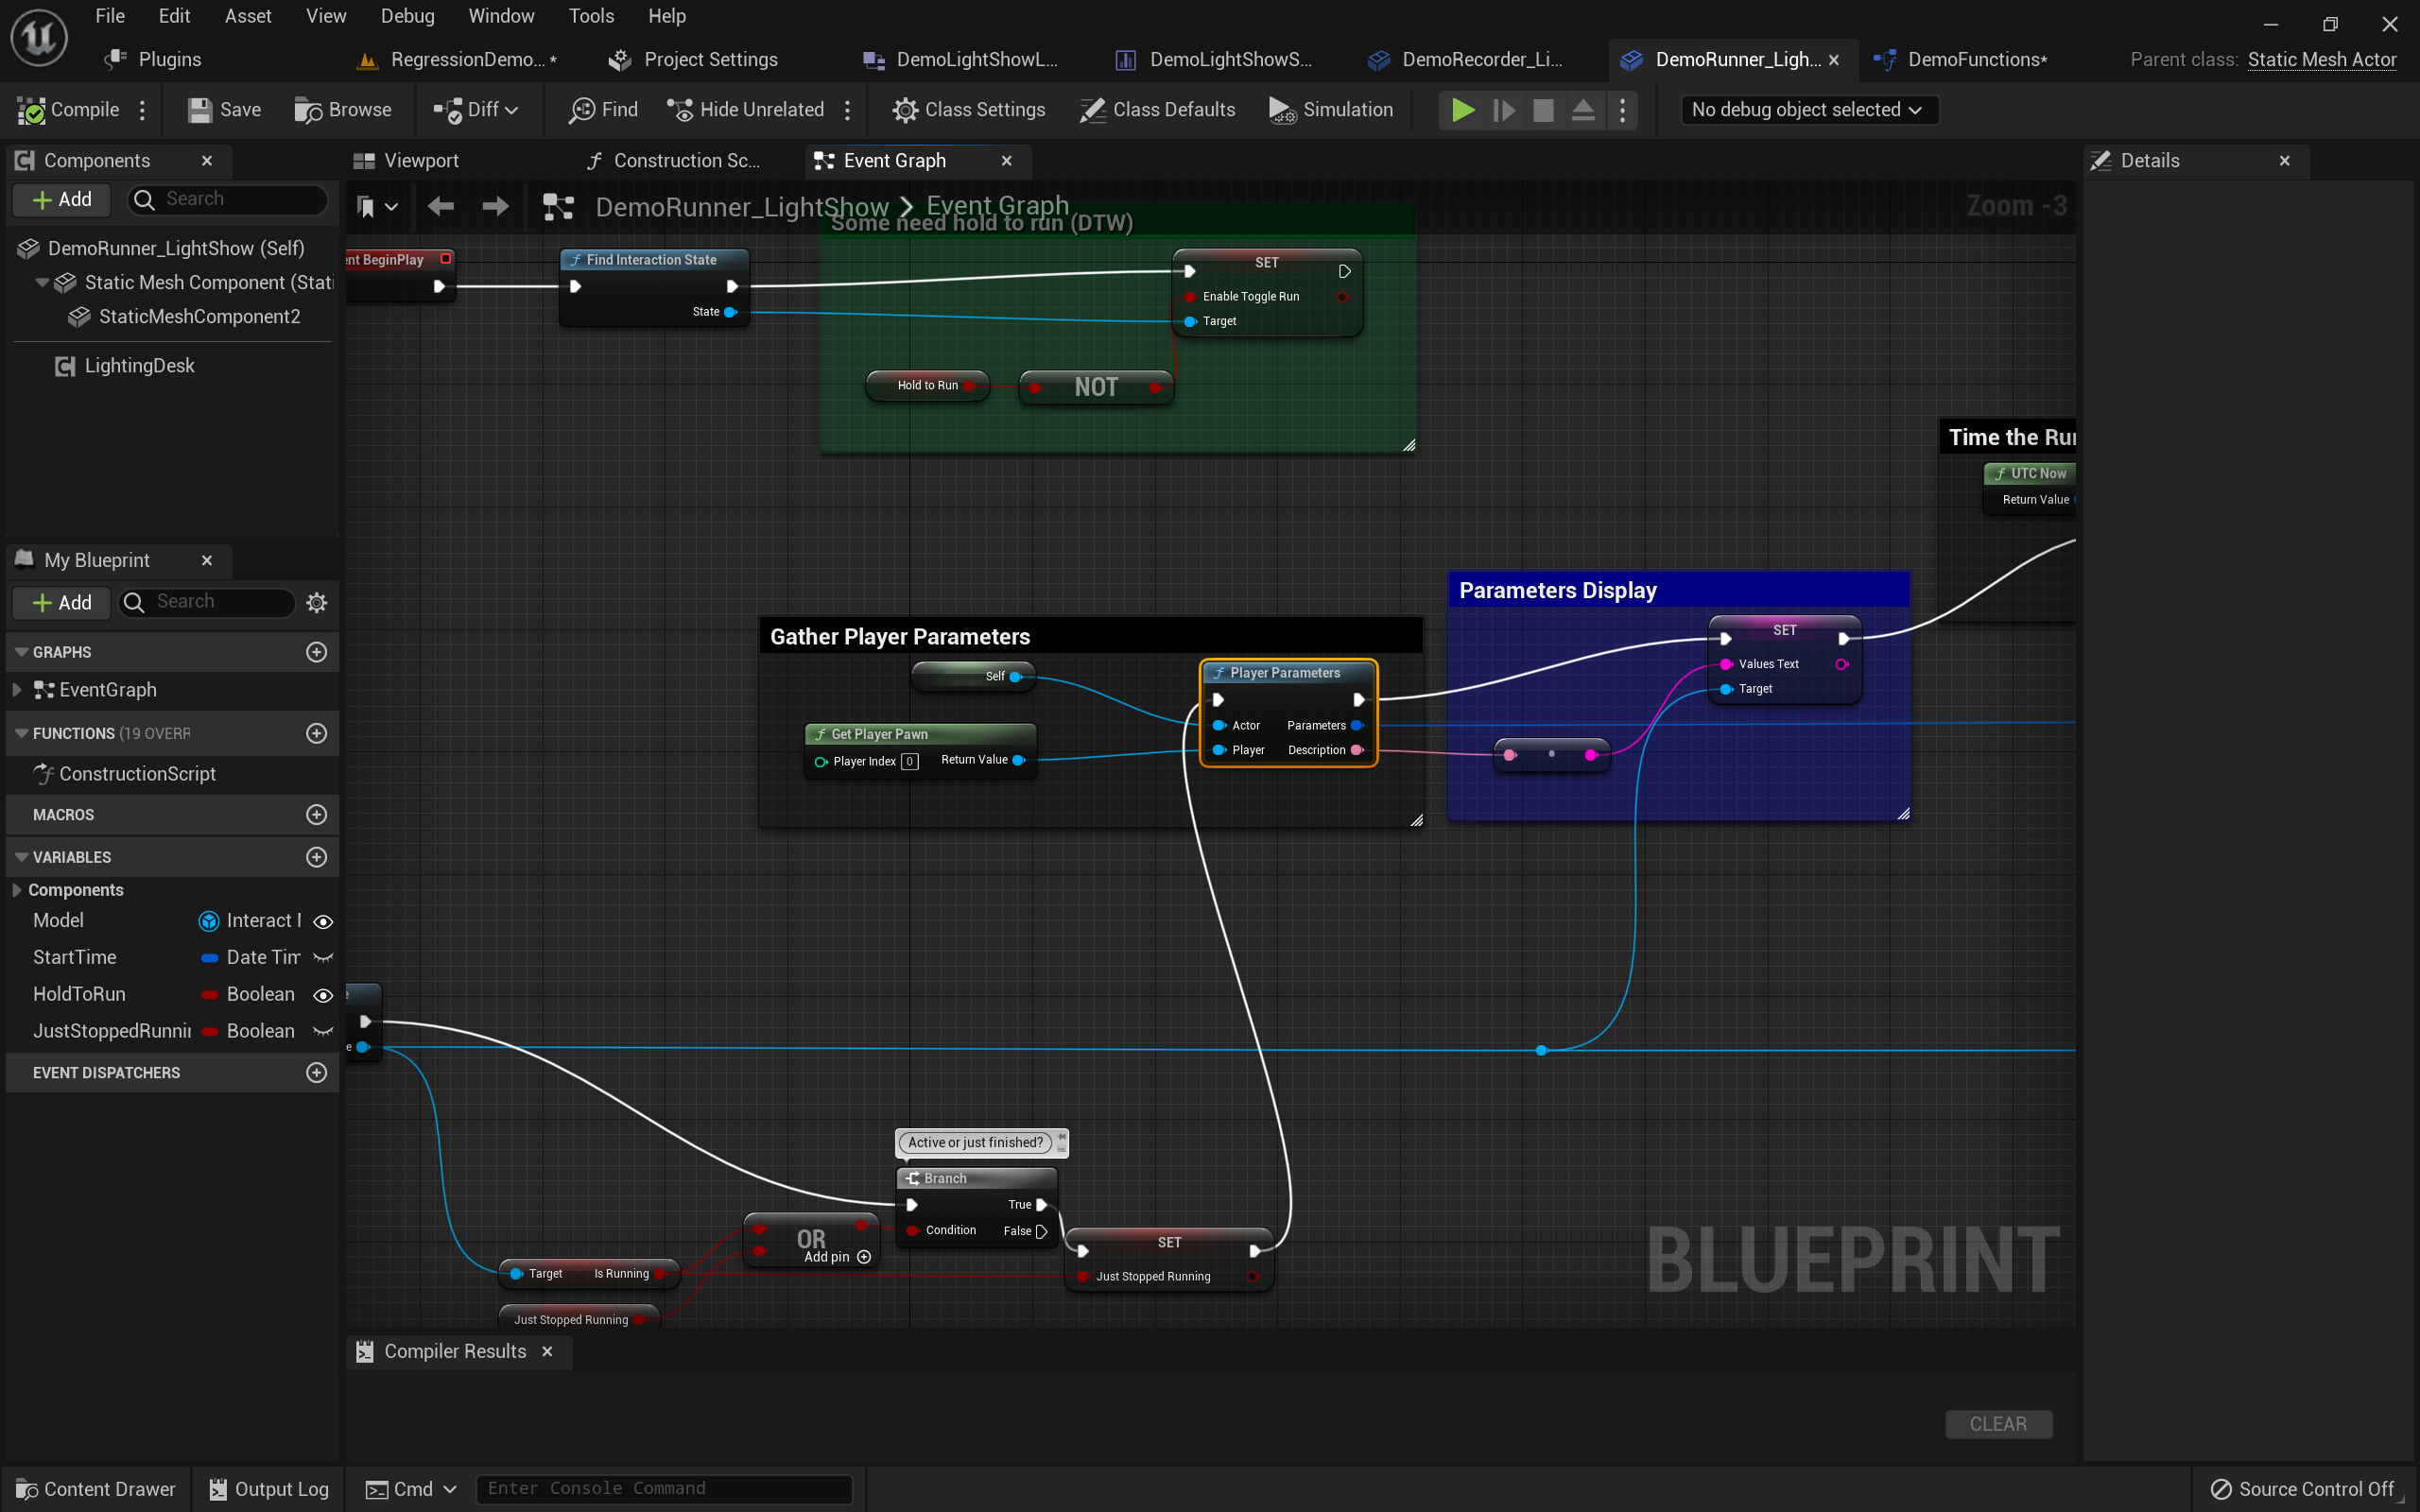 File Edit Asset View Debug Window Tools Help
Plugins RegressionDemo... * Project Settings DemoLightShowL... DemoLightShowS... DemoRecorder_Li... DemoRunner_Ligh... DemoFunctions* Parent class: Static Mesh Actor
Compile Save Browse Diff Find Hide Unrelated Class Settings Class Defaults Simulation No debug object selected
Components
Add Search
DemoRunner_LightShow (Self)
Static Mesh Component (Stati
StaticMeshComponent2
LightingDesk
My Blueprint
Add Search
GRAPHS
EventGraph
FUNCTIONS (19 OVERR
ConstructionScript
MACROS
VARIABLES
Components
Model Interact
StartTime Date Tim
HoldToRun Boolean
JustStoppedRunnin Boolean
EVENT DISPATCHERS
Viewport Construction Sc... Event Graph
DemoRunner_LightShow > Event Graph Zoom -3
Some need hold to run (DTW)
nt BeginPlay
Find Interaction State
State
SET
Enable Toggle Run
Target
Hold to Run
NOT
Time the Ru
UTC Now
Return Value
Parameters Display
SET
Values Text
Target
Gather Player Parameters
Self
Get Player Pawn
Player Index 0 Return Value
Player Parameters
Actor Parameters
Player Description
e
e
Active or just finished?
Branch
True
Condition False
OR
Add pin
SET
Just Stopped Running
Target Is Running
Just Stopped Running
BLUEPRINT
Compiler Results
CLEAR
Details
Content Drawer Output Log Cmd Enter Console Command Source Control Off